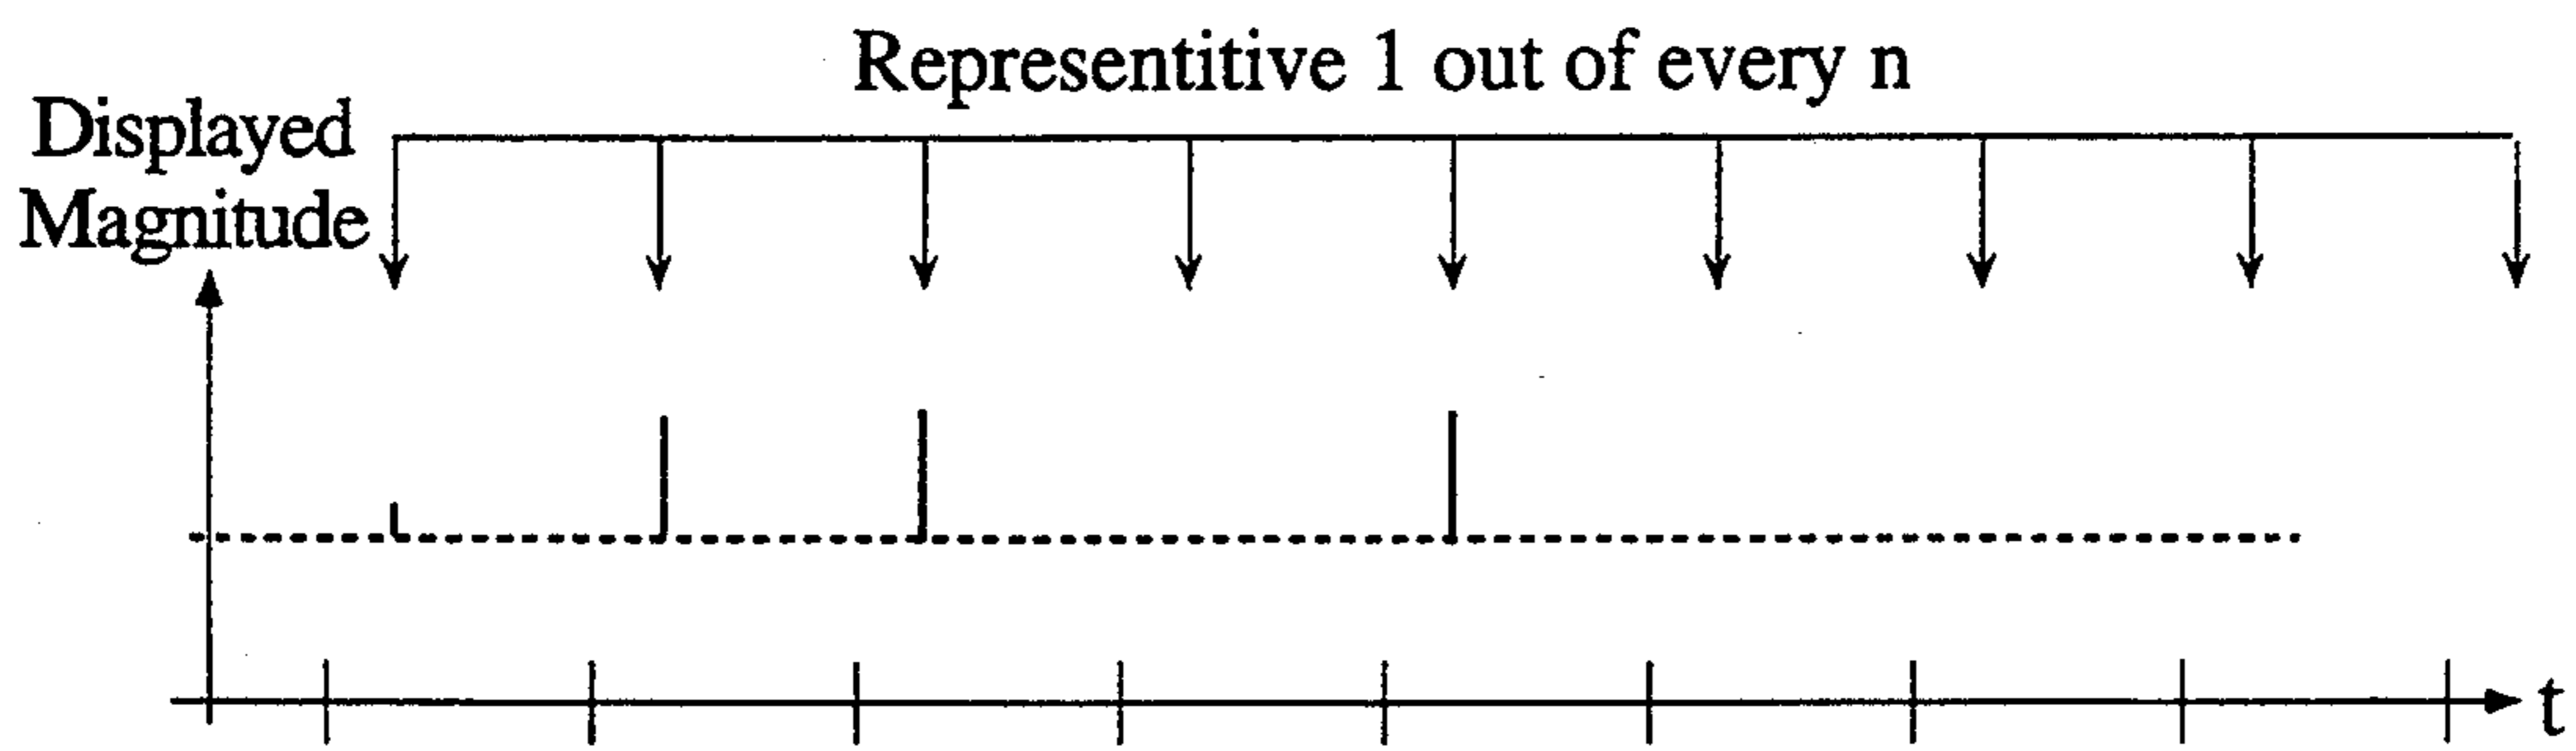 Representitive 1 out of every n
Displayed
Magnitude
t